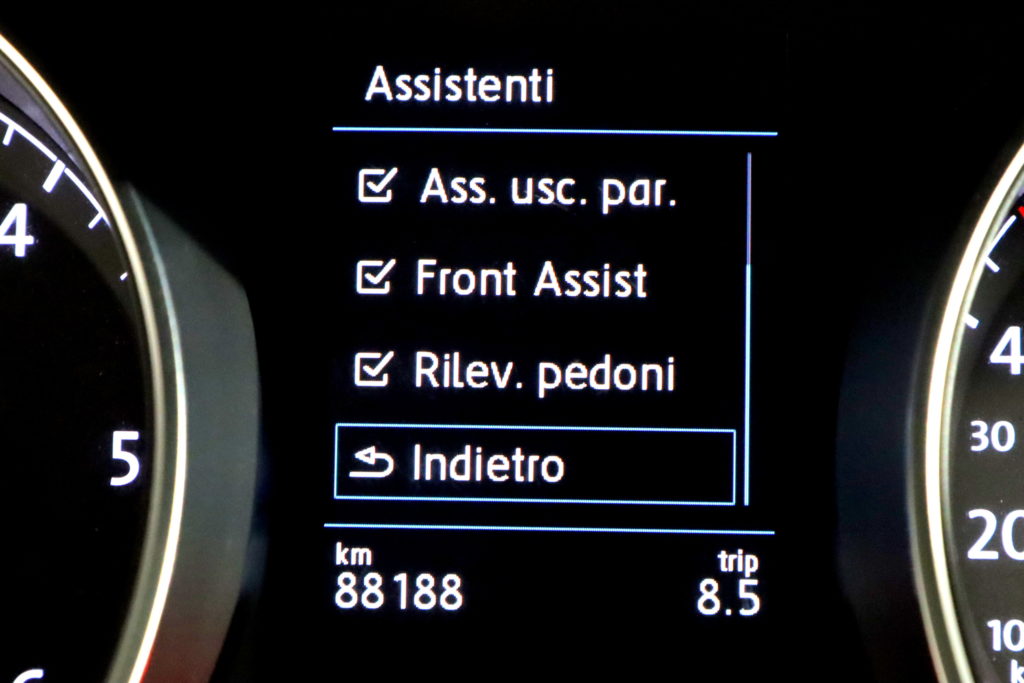 Assistenti
Ass. usc. par.
Front Assist
Rilev. pedoni
Indietro
km
trip
88188
8.5
4
5
4
30
20
10